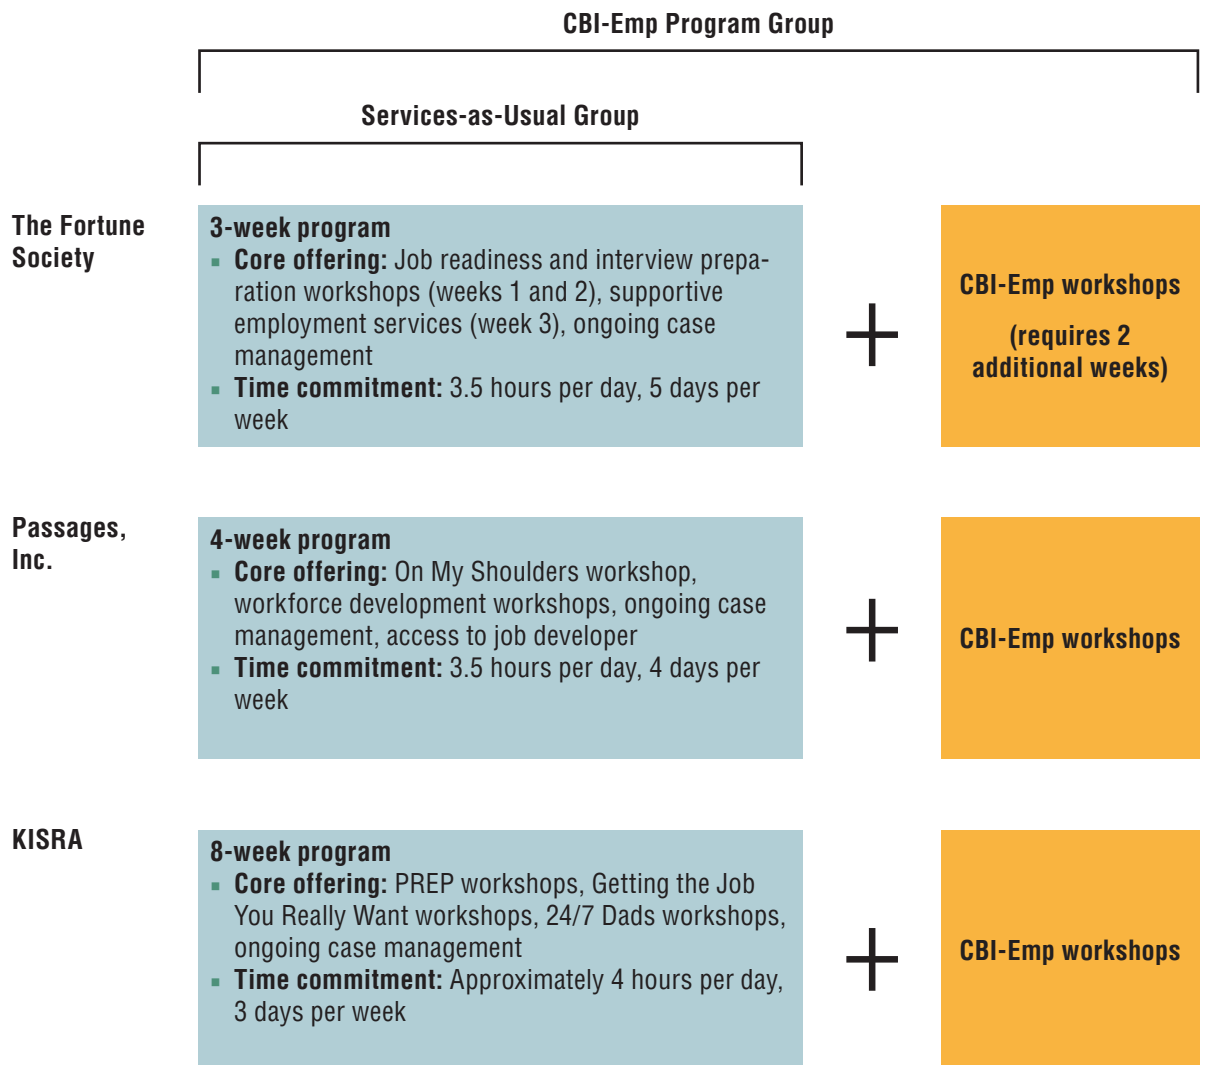 CBI-Emp Program Group
Services-as-Usual Group
The Fortune
Society
3-week program
▪ Core offering: Job readiness and interview prepa-
ration workshops (weeks 1 and 2), supportive
employment services (week 3), ongoing case
management
▪ Time commitment: 3.5 hours per day, 5 days per
week
+
CBI-Emp workshops
(requires 2
additional weeks)
Passages,
Inc.
4-week program
▪ Core offering: On My Shoulders workshop,
workforce development workshops, ongoing case
management, access to job developer
▪ Time commitment: 3.5 hours per day, 4 days per
week
+
CBI-Emp workshops
KISRA
8-week program
▪ Core offering: PREP workshops, Getting the Job
You Really Want workshops, 24/7 Dads workshops,
ongoing case management
▪ Time commitment: Approximately 4 hours per day,
3 days per week
+
CBI-Emp workshops